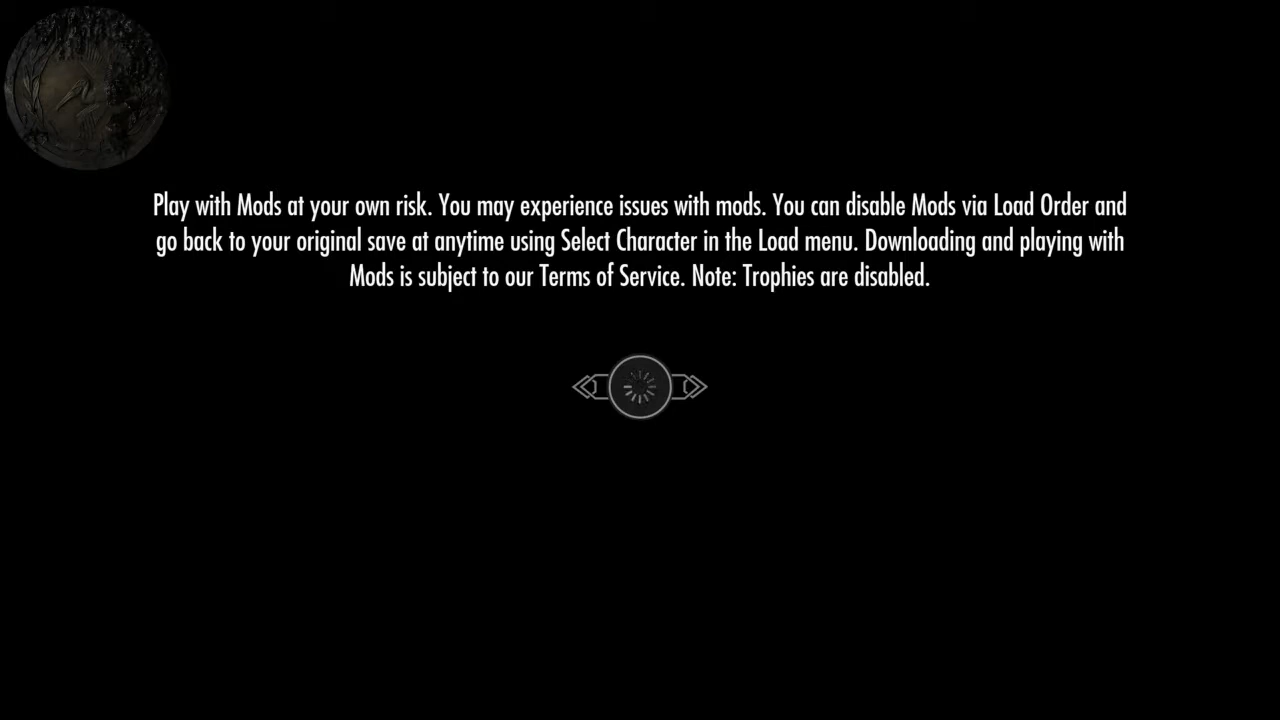 Play with Mods at your own risk. You may experience issues with mods. You can disable Mods via Load Order and
go back to your original save at anytime using Select Character in the Load menu. Downloading and playing with
Mods is subject to our Terms of Service. Note: Trophies are disabled.